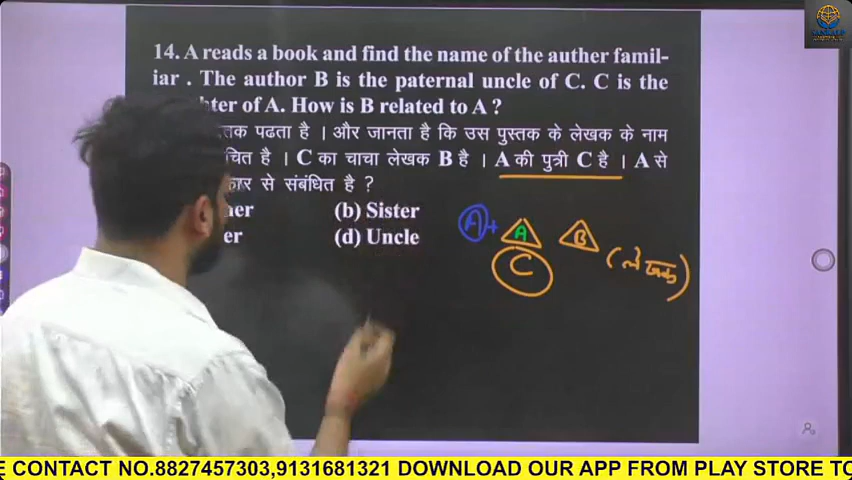 14. A reads a book and find the name of the auther famil-
iar . The author B is the paternal uncle of C. C is the
hter of A. How is B related to A ?
तक पढता है । और जानता है कि उस पुस्तक के लेखक के नाम
चित है । C का चाचा लेखक B है । A की पुत्री C है । A से
कार से संबंधित है ?
her (b) Sister
er (d) Uncle
A + A B
C (लेखक)
E CONTACT NO.8827457303,9131681321 DOWNLOAD OUR APP FROM PLAY STORE TO